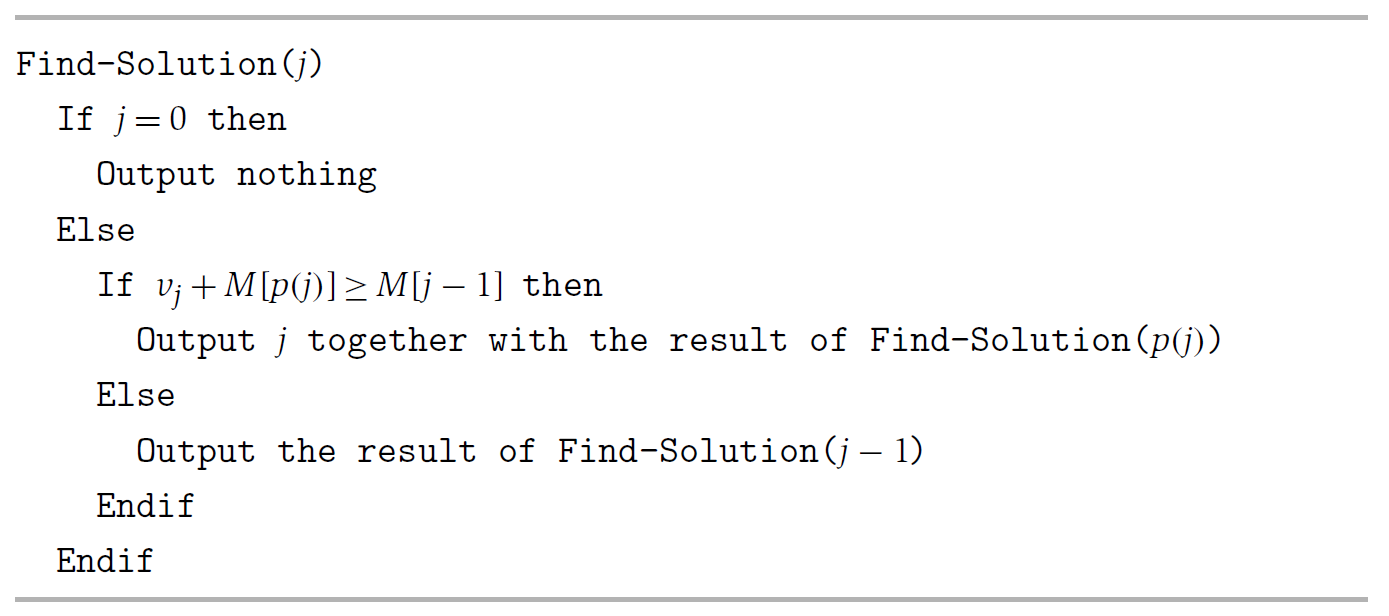 Find-Solution(j)
If j = 0 then
Output nothing
Else
If vⱼ + M[p(j)] ≥ M[j − 1] then
Output j together with the result of Find-Solution(p(j))
Else
Output the result of Find-Solution(j − 1)
Endif
Endif